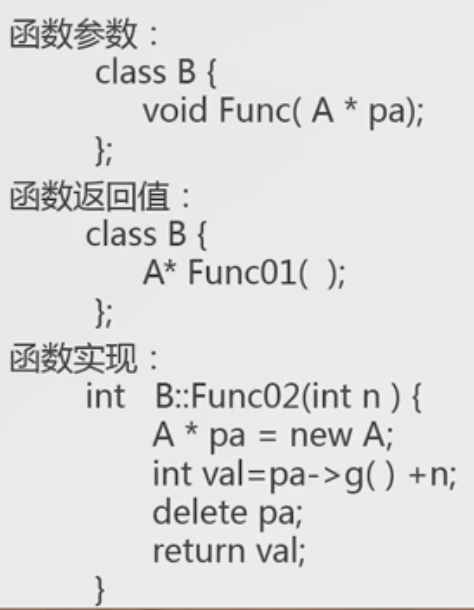 函数参数：
class B {
void Func( A * pa);
};
函数返回值：
class B {
A* Func01( );
};
函数实现：
int B::Func02(int n ) {
A * pa = new A;
int val=pa->g( ) +n;
delete pa;
return val;
}